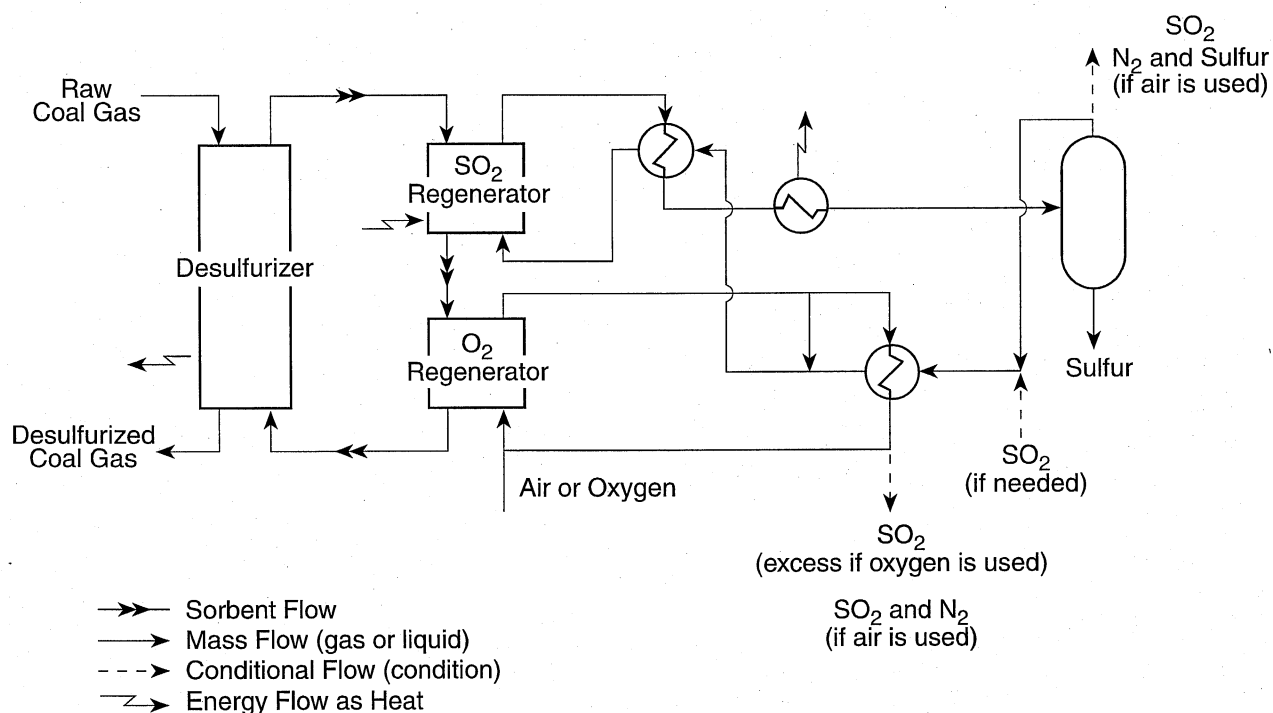 SO2
N2 and Sulfur
(if air is used)
Raw
Coal Gas
SO2
Regenerator
Desulfurizer
O2
Regenerator
Sulfur
Desulfurized
Coal Gas
Air or Oxygen
SO2
(if needed)
SO2
(excess if oxygen is used)
SO2 and N2
(if air is used)
Sorbent Flow
Mass Flow (gas or liquid)
Conditional Flow (condition)
Energy Flow as Heat